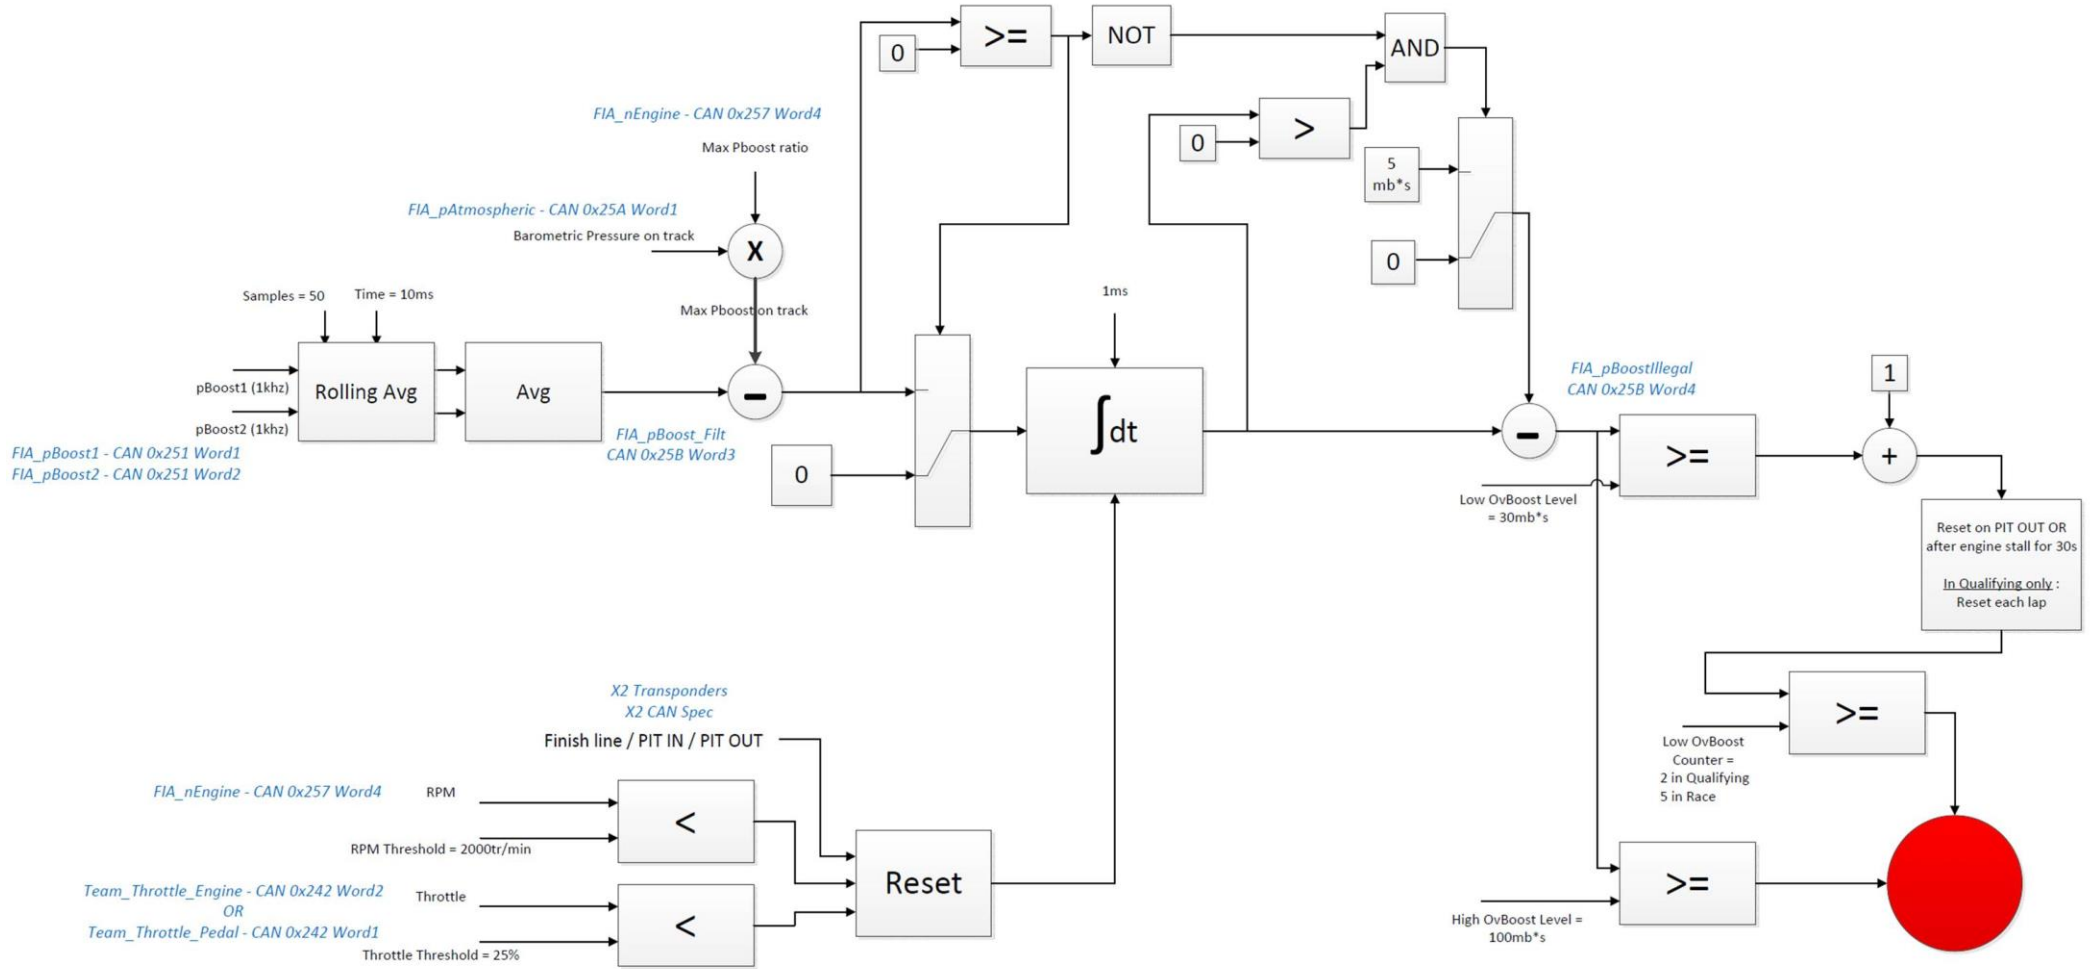 >=
NOT
AND
0
FIA_nEngine - CAN 0x257 Word4
Max Pboost ratio
>
0
5
mb*s
FIA_pAtmospheric - CAN 0x25A Word1
Barometric Pressure on track
X
0
Samples = 50
Time = 10ms
Max Pboost on track
1ms
pBoost1 (1khz)
pBoost2 (1khz)
Rolling Avg
Avg
-
FIA_pBoost1 - CAN 0x251 Word1
FIA_pBoost2 - CAN 0x251 Word2
FIA_pBoost_Filt
CAN 0x25B Word3
0
∫dt
-
FIA_pBoostIllegal
CAN 0x25B Word4
1
>=
+
Low OvBoost Level
= 30mb*s
Reset on PIT OUT OR
after engine stall for 30s
In Qualifying only :
Reset each lap
X2 Transponders
X2 CAN Spec
Finish line / PIT IN / PIT OUT
>=
Low OvBoost
Counter =
2 in Qualifying
5 in Race
FIA_nEngine - CAN 0x257 Word4
RPM
<
RPM Threshold = 2000tr/min
Reset
Team_Throttle_Engine - CAN 0x242 Word2
OR
Team_Throttle_Pedal - CAN 0x242 Word1
Throttle
<
Throttle Threshold = 25%
>=
High OvBoost Level =
100mb*s